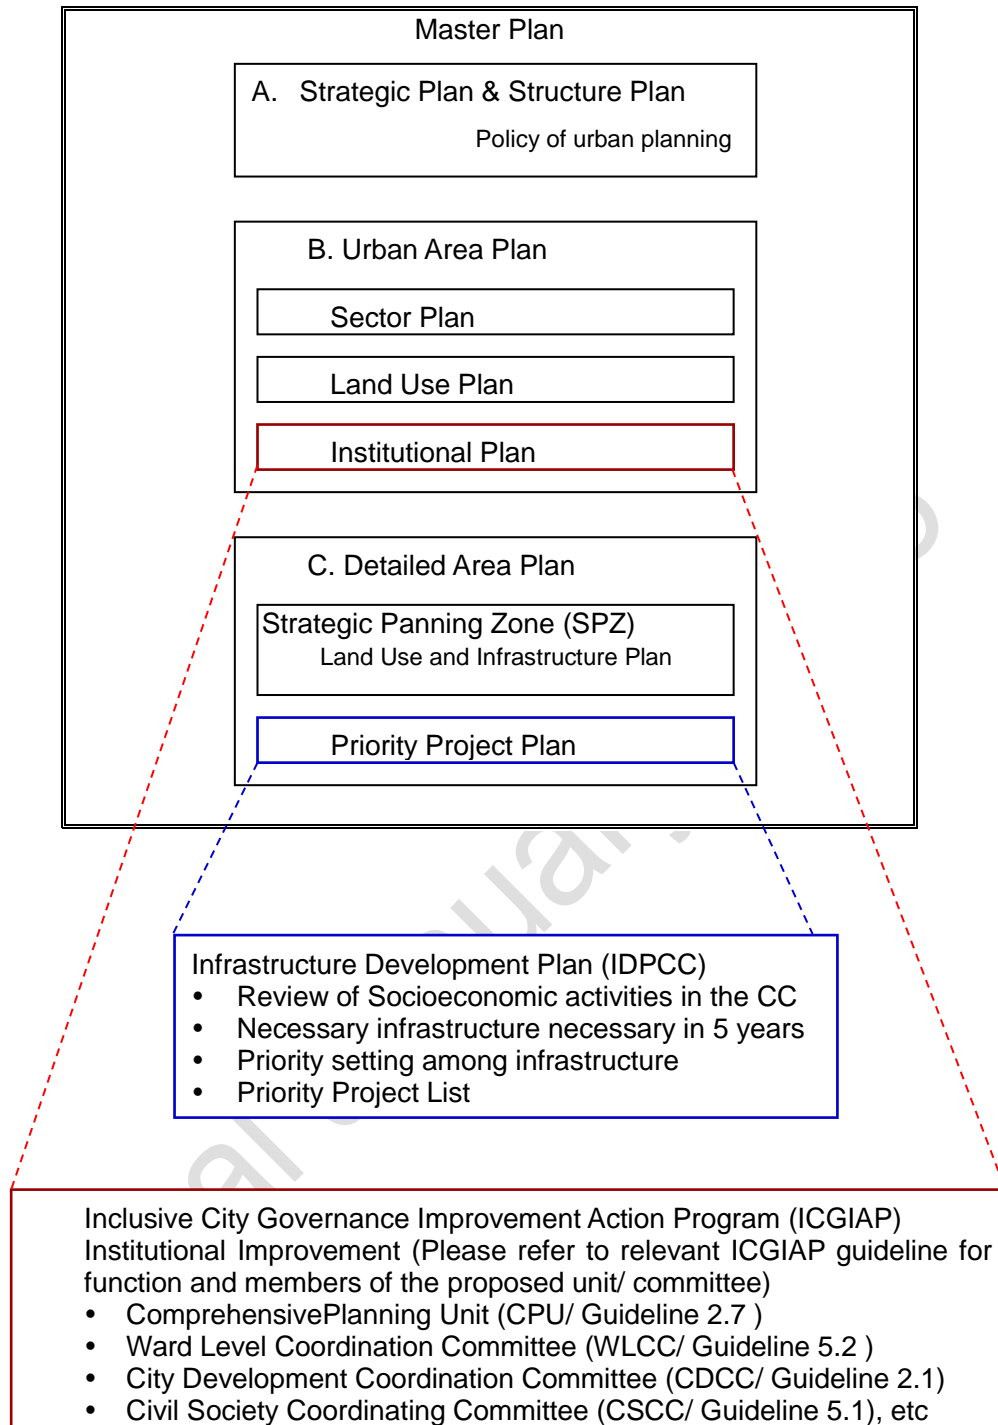 Master Plan
A. Strategic Plan & Structure Plan
Policy of urban planning
B. Urban Area Plan
Sector Plan
Land Use Plan
Institutional Plan
C. Detailed Area Plan
Strategic Panning Zone (SPZ)
Land Use and Infrastructure Plan
Priority Project Plan
Infrastructure Development Plan (IDPCC)
• Review of Socioeconomic activities in the CC
• Necessary infrastructure necessary in 5 years
• Priority setting among infrastructure
• Priority Project List
Inclusive City Governance Improvement Action Program (ICGIAP)
Institutional Improvement (Please refer to relevant ICGIAP guideline for
function and members of the proposed unit/ committee)
• ComprehensivePlanning Unit (CPU/ Guideline 2.7 )
• Ward Level Coordination Committee (WLCC/ Guideline 5.2 )
• City Development Coordination Committee (CDCC/ Guideline 2.1)
• Civil Society Coordinating Committee (CSCC/ Guideline 5.1), etc